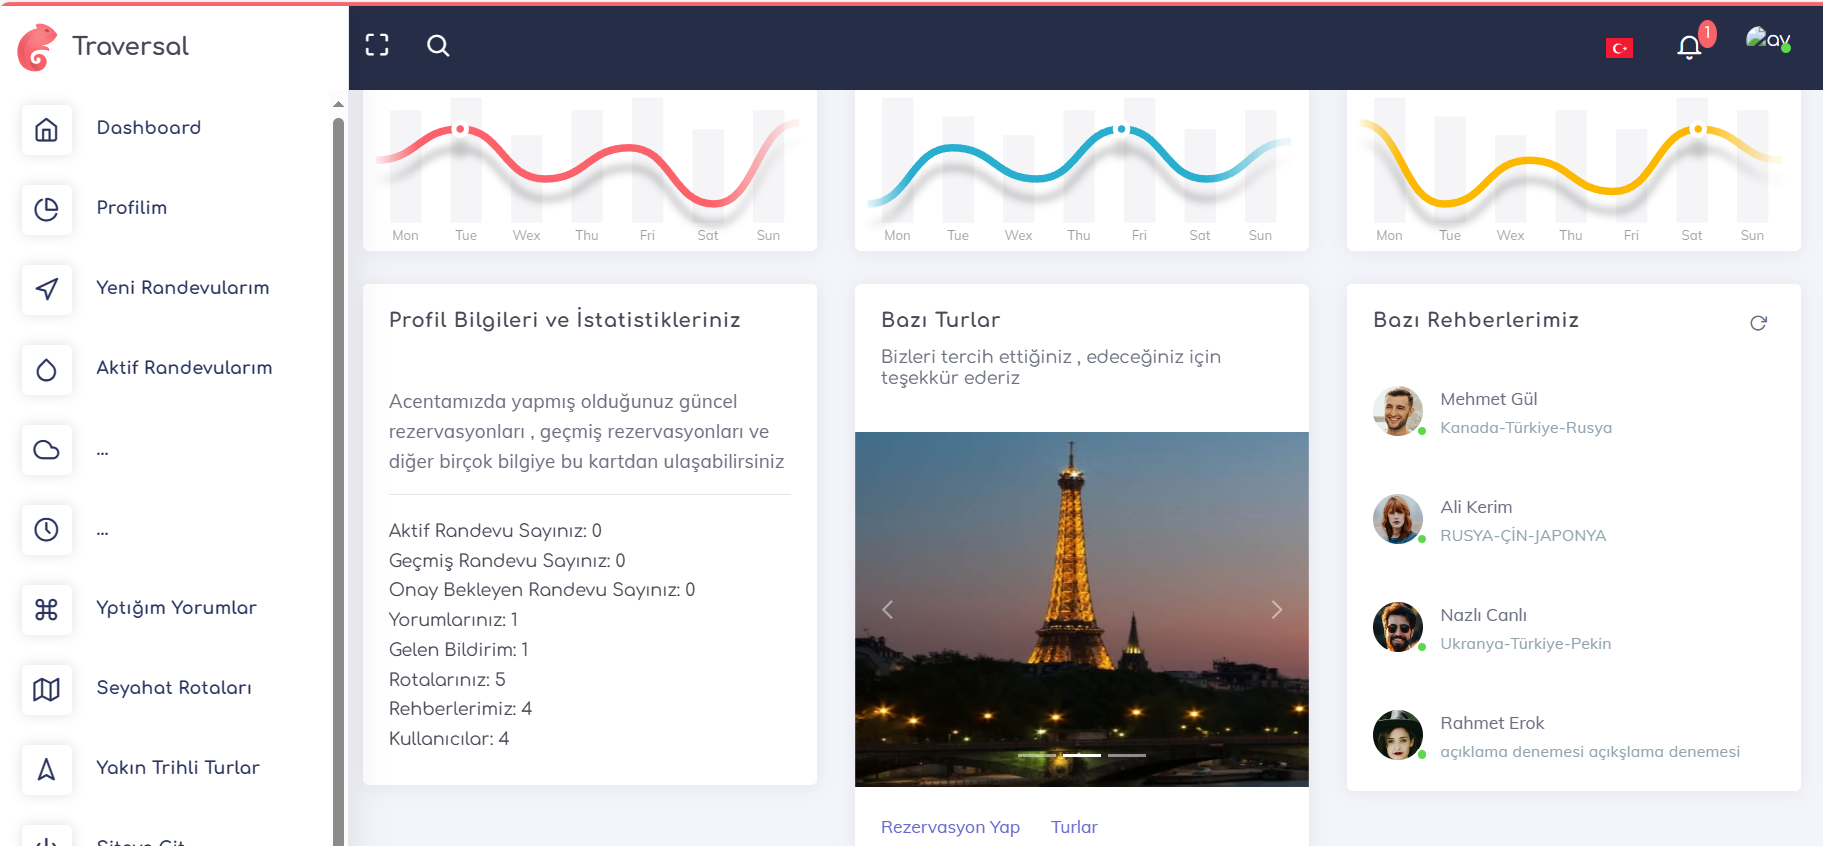 Traversal
1
av
Dashboard
Profilim
Yeni Randevularım
Aktif Randevularım
...
...
Yptığım Yorumlar
Seyahat Rotaları
Yakın Trihli Turlar
Siteye Git
Mon Tue Wex Thu Fri Sat Sun
Mon Tue Wex Thu Fri Sat Sun
Mon Tue Wex Thu Fri Sat Sun
Profil Bilgileri ve İstatistikleriniz
Acentamızda yapmış olduğunuz güncel
rezervasyonları , geçmiş rezervasyonları ve
diğer birçok bilgiye bu kartdan ulaşabilirsiniz
Aktif Randevu Sayınız: 0
Geçmiş Randevu Sayınız: 0
Onay Bekleyen Randevu Sayınız: 0
Yorumlarınız: 1
Gelen Bildirim: 1
Rotalarınız: 5
Rehberlerimiz: 4
Kullanıcılar: 4
Bazı Turlar
Bizleri tercih ettiğiniz , edeceğiniz için
teşekkür ederiz
Rezervasyon Yap Turlar
Bazı Rehberlerimiz
Mehmet Gül
Kanada-Türkiye-Rusya
Ali Kerim
RUSYA-ÇİN-JAPONYA
Nazlı Canlı
Ukranya-Türkiye-Pekin
Rahmet Erok
açıklama denemesi açıkşlama denemesi